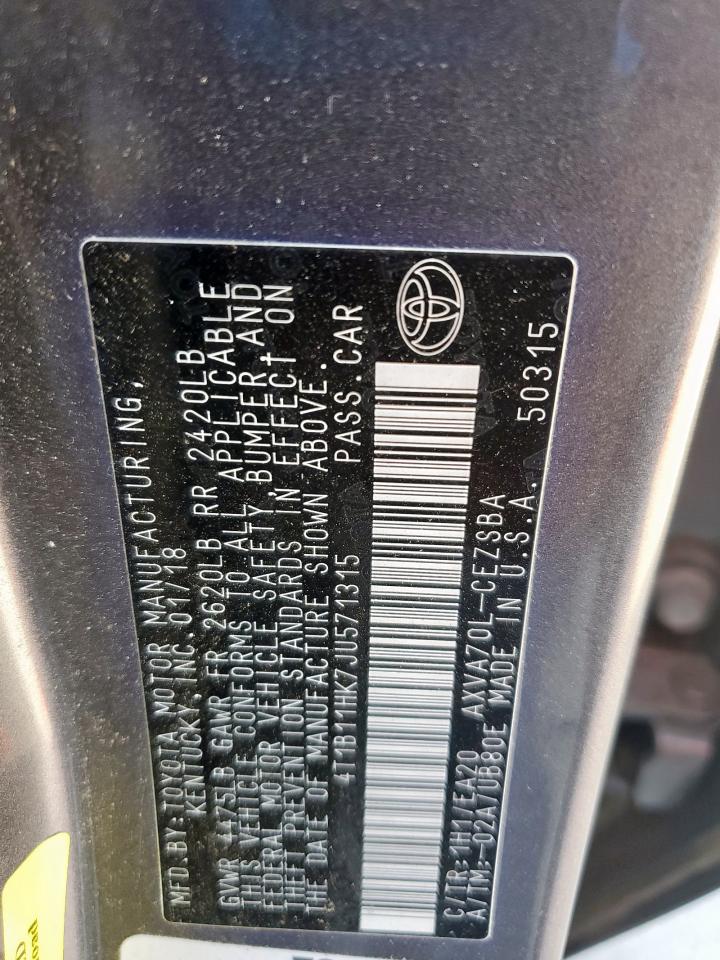 MFD.BY:TOYOTA MOTOR MANUFACTURING,
KENTUCKY, INC. 01/18
GVWR 4475LB GAWR FR 2620LB RR 2420LB
THIS VEHICLE CONFORMS TO ALL APPLICABLE
FEDERAL MOTOR VEHICLE SAFETY,BUMPER AND
THEFT PREVENTION STANDARDS IN EFFECT ON
THE DATE OF MANUFACTURE SHOWN ABOVE.
4T1B11HK7JU571315 PASS.CAR
C/TR: 1H1/EA20 AXVA70L-CEZSBA
A/TM:-02A/UB80E MADE IN U.S.A. 50315